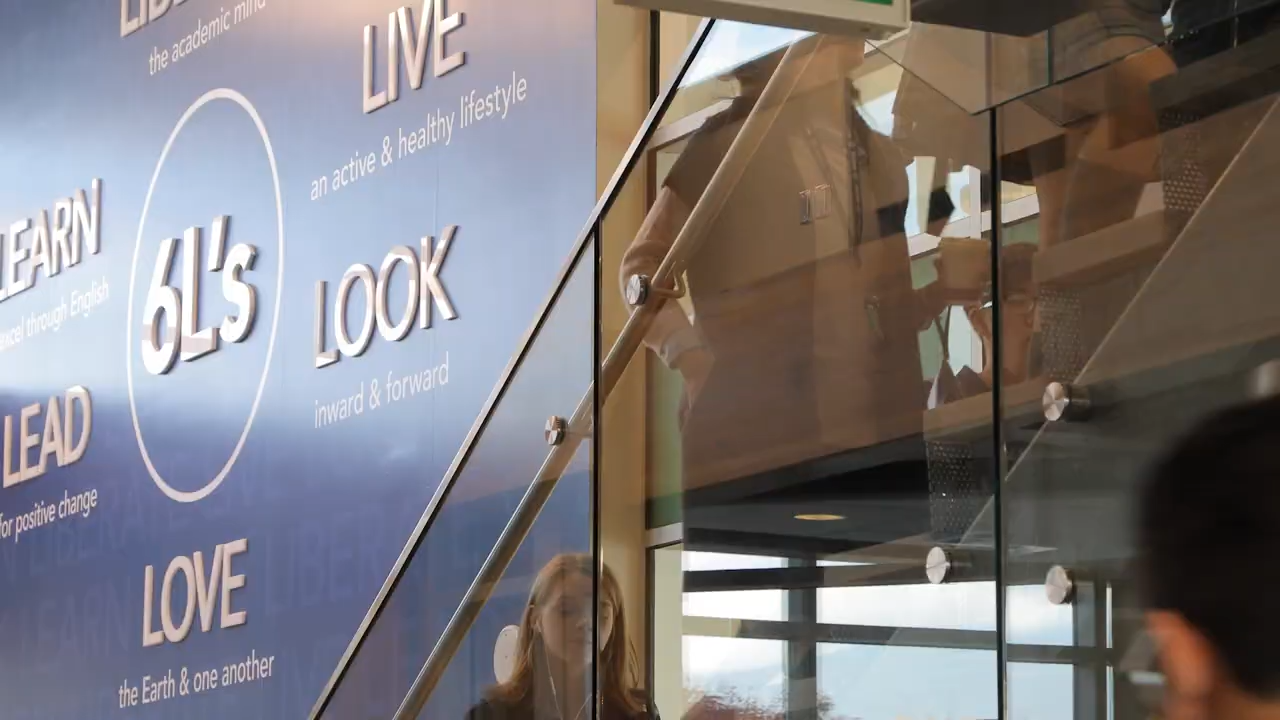 the academic mind
LIVE
an active & healthy lifestyle
LEARN
excel through English
6L's
LOOK
inward & forward
LEAD
for positive change
LOVE
the Earth & one another